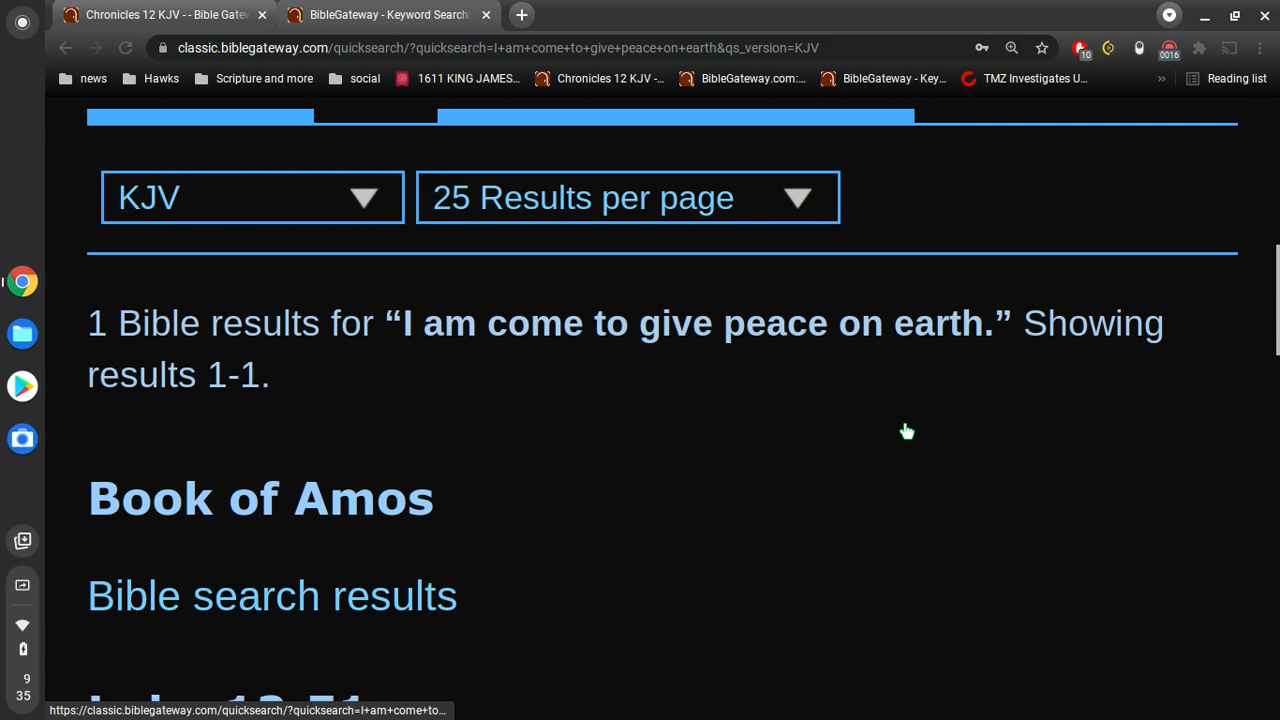 Chronicles 12 KJV - - Bible Gatew
BibleGateway - Keyword Search:
classic.biblegateway.com/quicksearch/?quicksearch=I+am+come+to+give+peace+on+earth&qs_version=KJV
10
0016
news
Hawks
Scripture and more
social
1611 KING JAMES...
Chronicles 12 KJV -...
BibleGateway.com:...
BibleGateway - Key...
TMZ Investigates U...
»
Reading list
KJV
25 Results per page
1 Bible results for “I am come to give peace on earth.” Showing
results 1-1.
Book of Amos
Bible search results
9
35
https://classic.biblegateway.com/quicksearch/?quicksearch=I+am+come+to...